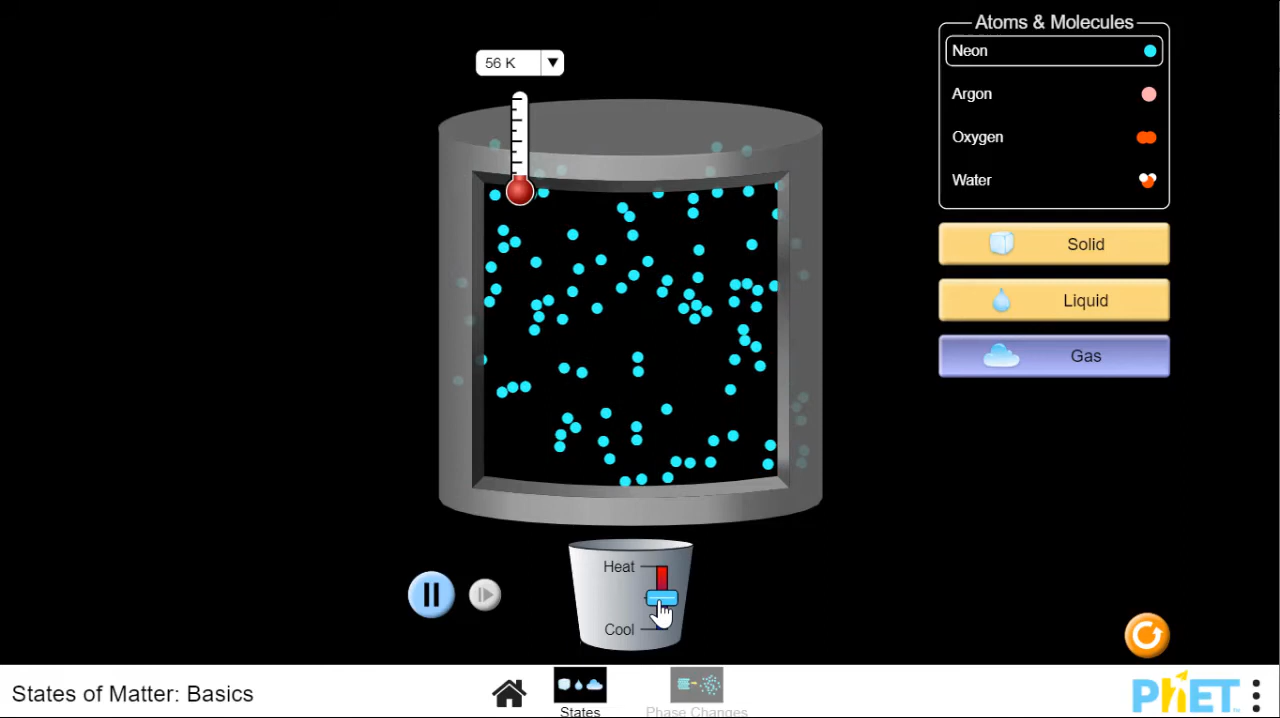 Atoms & Molecules
56 K
Neon
Argon
Oxygen
Water
Solid
Liquid
Gas
Heat
Cool
States of Matter: Basics
States
Phase Changes
PhET